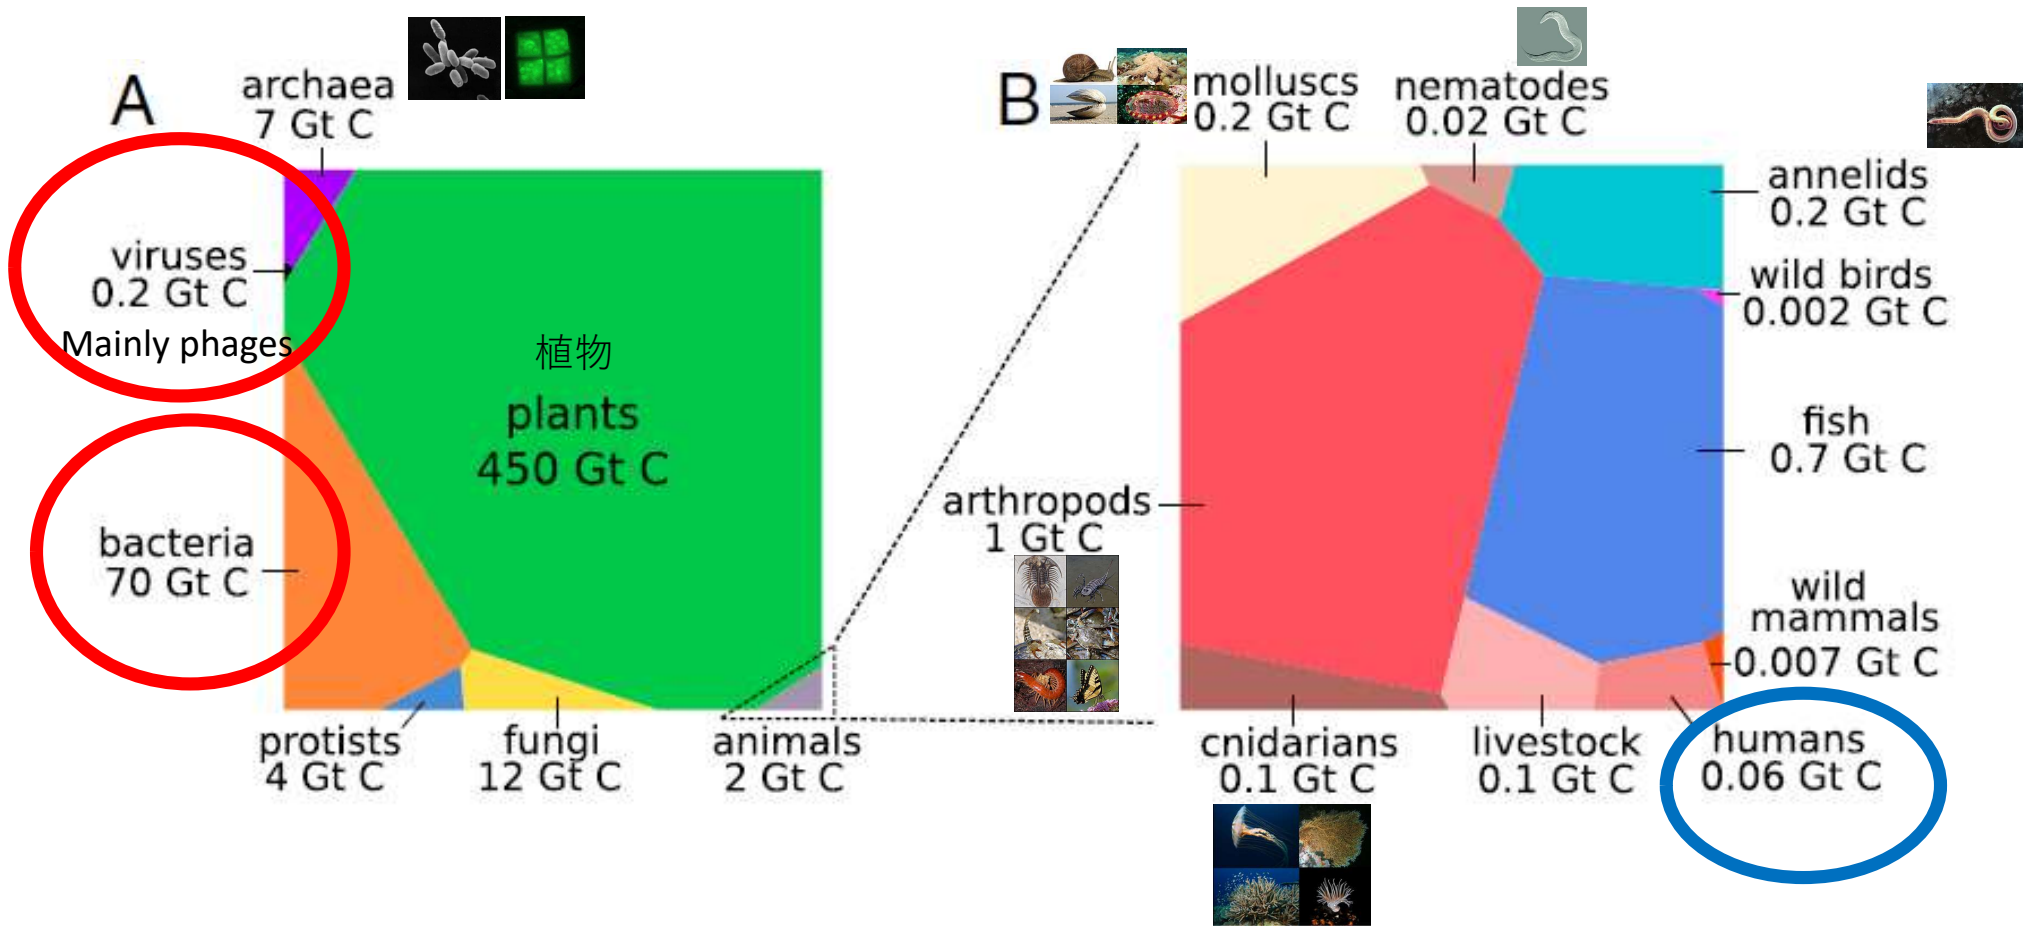 A
archaea
7 Gt C
viruses
0.2 Gt C
Mainly phages
植物
plants
450 Gt C
bacteria
70 Gt C
protists
4 Gt C
fungi
12 Gt C
animals
2 Gt C
B
molluscs
0.2 Gt C
nematodes
0.02 Gt C
annelids
0.2 Gt C
wild birds
0.002 Gt C
fish
0.7 Gt C
arthropods
1 Gt C
wild
mammals
0.007 Gt C
cnidarians
0.1 Gt C
livestock
0.1 Gt C
humans
0.06 Gt C